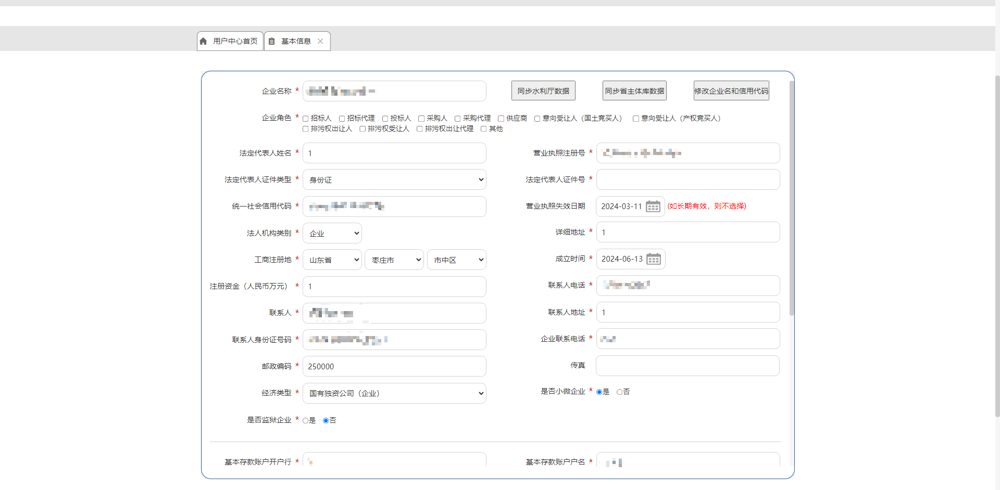 用户中心首页 基本信息
企业名称 * 同步水利厅数据 同步省主体库数据 修改企业名和信用代码
企业角色 * 招标人 招标代理 投标人 采购人 采购代理 供应商 意向受让人（国土竞买人） 意向受让人（产权竞买人）
排污权出让人 排污权受让人 排污权出让代理 其他
法定代表人姓名 * 1 营业执照注册号 *
法定代表人证件类型 * 身份证 法定代表人证件号 *
统一社会信用代码 * 营业执照失效日期 2024-03-11 (如长期有效，则不选择)
法人机构类别 * 企业 详细地址 * 1
工商注册地 * 山东省 枣庄市 市中区 成立时间 * 2024-06-13
注册资金（人民币万元） * 1 联系人电话 *
联系人 * 联系人地址 * 1
联系人身份证号码 * 企业联系电话 *
邮政编码 * 250000 传真
经济类型 * 国有独资公司（企业） 是否小微企业 * 是 否
是否监狱企业 * 是 否
基本存款账户开户行 * 基本存款账户户名 *